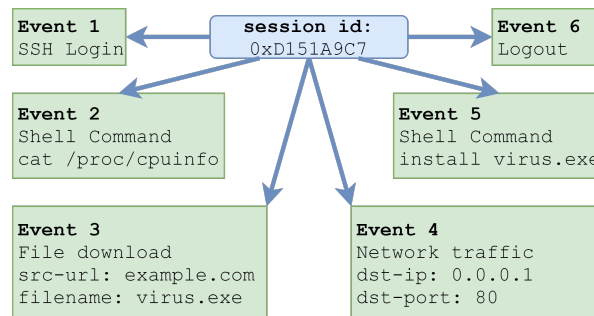 Event 1
SSH Login
session id:
0xD151A9C7
Event 6
Logout
Event 2
Shell Command
cat /proc/cpuinfo
Event 5
Shell Command
install virus.exe
Event 3
File download
src-url: example.com
filename: virus.exe
Event 4
Network traffic
dst-ip: 0.0.0.1
dst-port: 80